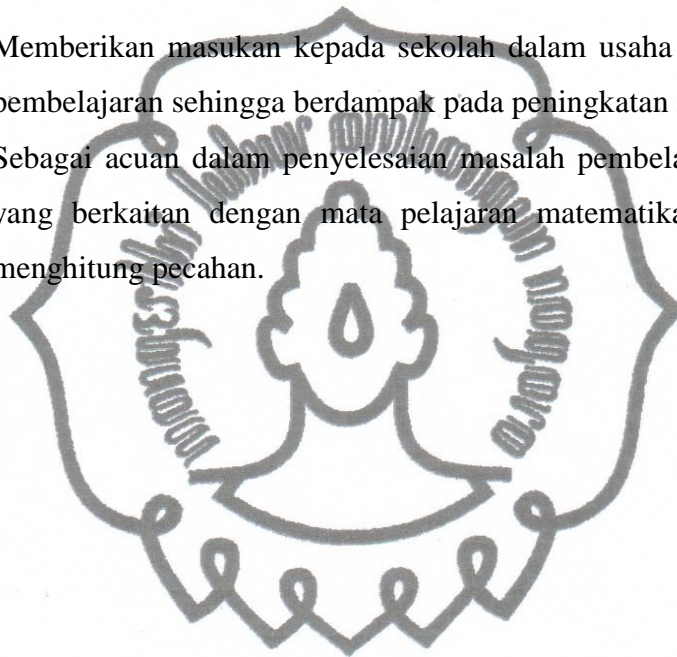 Memberikan masukan kepada sekolah dalam usaha
pembelajaran sehingga berdampak pada peningkatan
Sebagai acuan dalam penyelesaian masalah pembela
yang berkaitan dengan mata pelajaran matematika
menghitung pecahan.